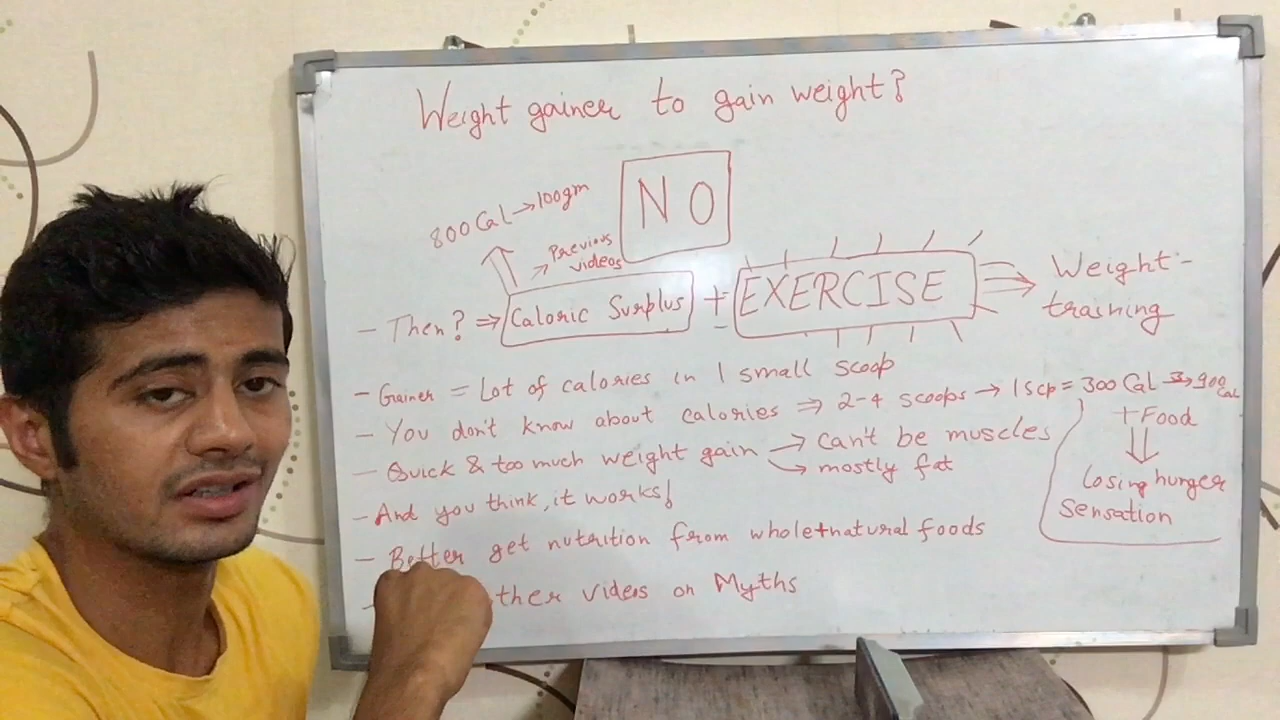 Weight gainer to gain weight?
NO
800 Cal → 100gm
→ Previous videos
- Then? ⇒ Caloric Surplus + EXERCISE ⇒ Weight-training
- Gainer = Lot of calories in 1 small scoop
- You don't know about calories ⇒ 2-4 scoops → 1 scp = 300 Cal → 900 Cal
+ Food
- Quick & too much weight gain → can't be muscles
→ mostly fat
Losing hunger
Sensation
- And you think, it works!
- Better get nutrition from whole+natural foods
- ther videos on Myths